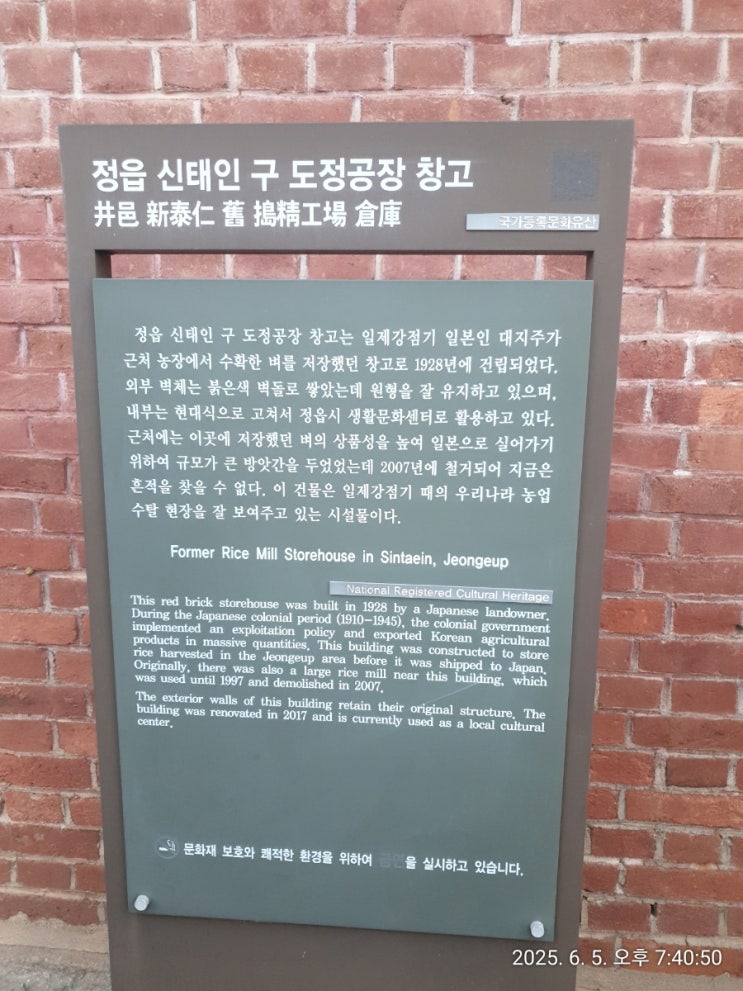 정읍 신태인 구 도정공장 창고
井邑 新泰仁 舊 搗精工場 倉庫
국가등록문화유산
정읍 신태인 구 도정공장 창고는 일제강점기 일본인 대지주가
근처 농장에서 수확한 벼를 저장했던 창고로 1928년에 건립되었다.
외부 벽체는 붉은색 벽돌로 쌓았는데 원형을 잘 유지하고 있으며,
내부는 현대식으로 고쳐서 정읍시 생활문화센터로 활용하고 있다.
근처에는 이곳에 저장했던 벼의 상품성을 높여 일본으로 실어가기
위하여 규모가 큰 방앗간을 두었었는데 2007년에 철거되어 지금은
흔적을 찾을 수 없다. 이 건물은 일제강점기 때의 우리나라 농업
수탈 현장을 잘 보여주고 있는 시설물이다.
Former Rice Mill Storehouse in Sintaein, Jeongeup
National Registered Cultural Heritage
This red brick storehouse was built in 1928 by a Japanese landowner.
During the Japanese colonial period (1910–1945), the colonial government
implemented an exploitation policy and exported Korean agricultural
products in massive quantities. This building was constructed to store
rice harvested in the Jeongeup area before it was shipped to Japan.
Originally, there was also a large rice mill near this building, which
was used until 1997 and demolished in 2007.
The exterior walls of this building retain their original structure. The
building was renovated in 2017 and is currently used as a local cultural
center.
문화재 보호와 쾌적한 환경을 위하여 금연을 실시하고 있습니다.
2025. 6. 5. 오후 7:40:50